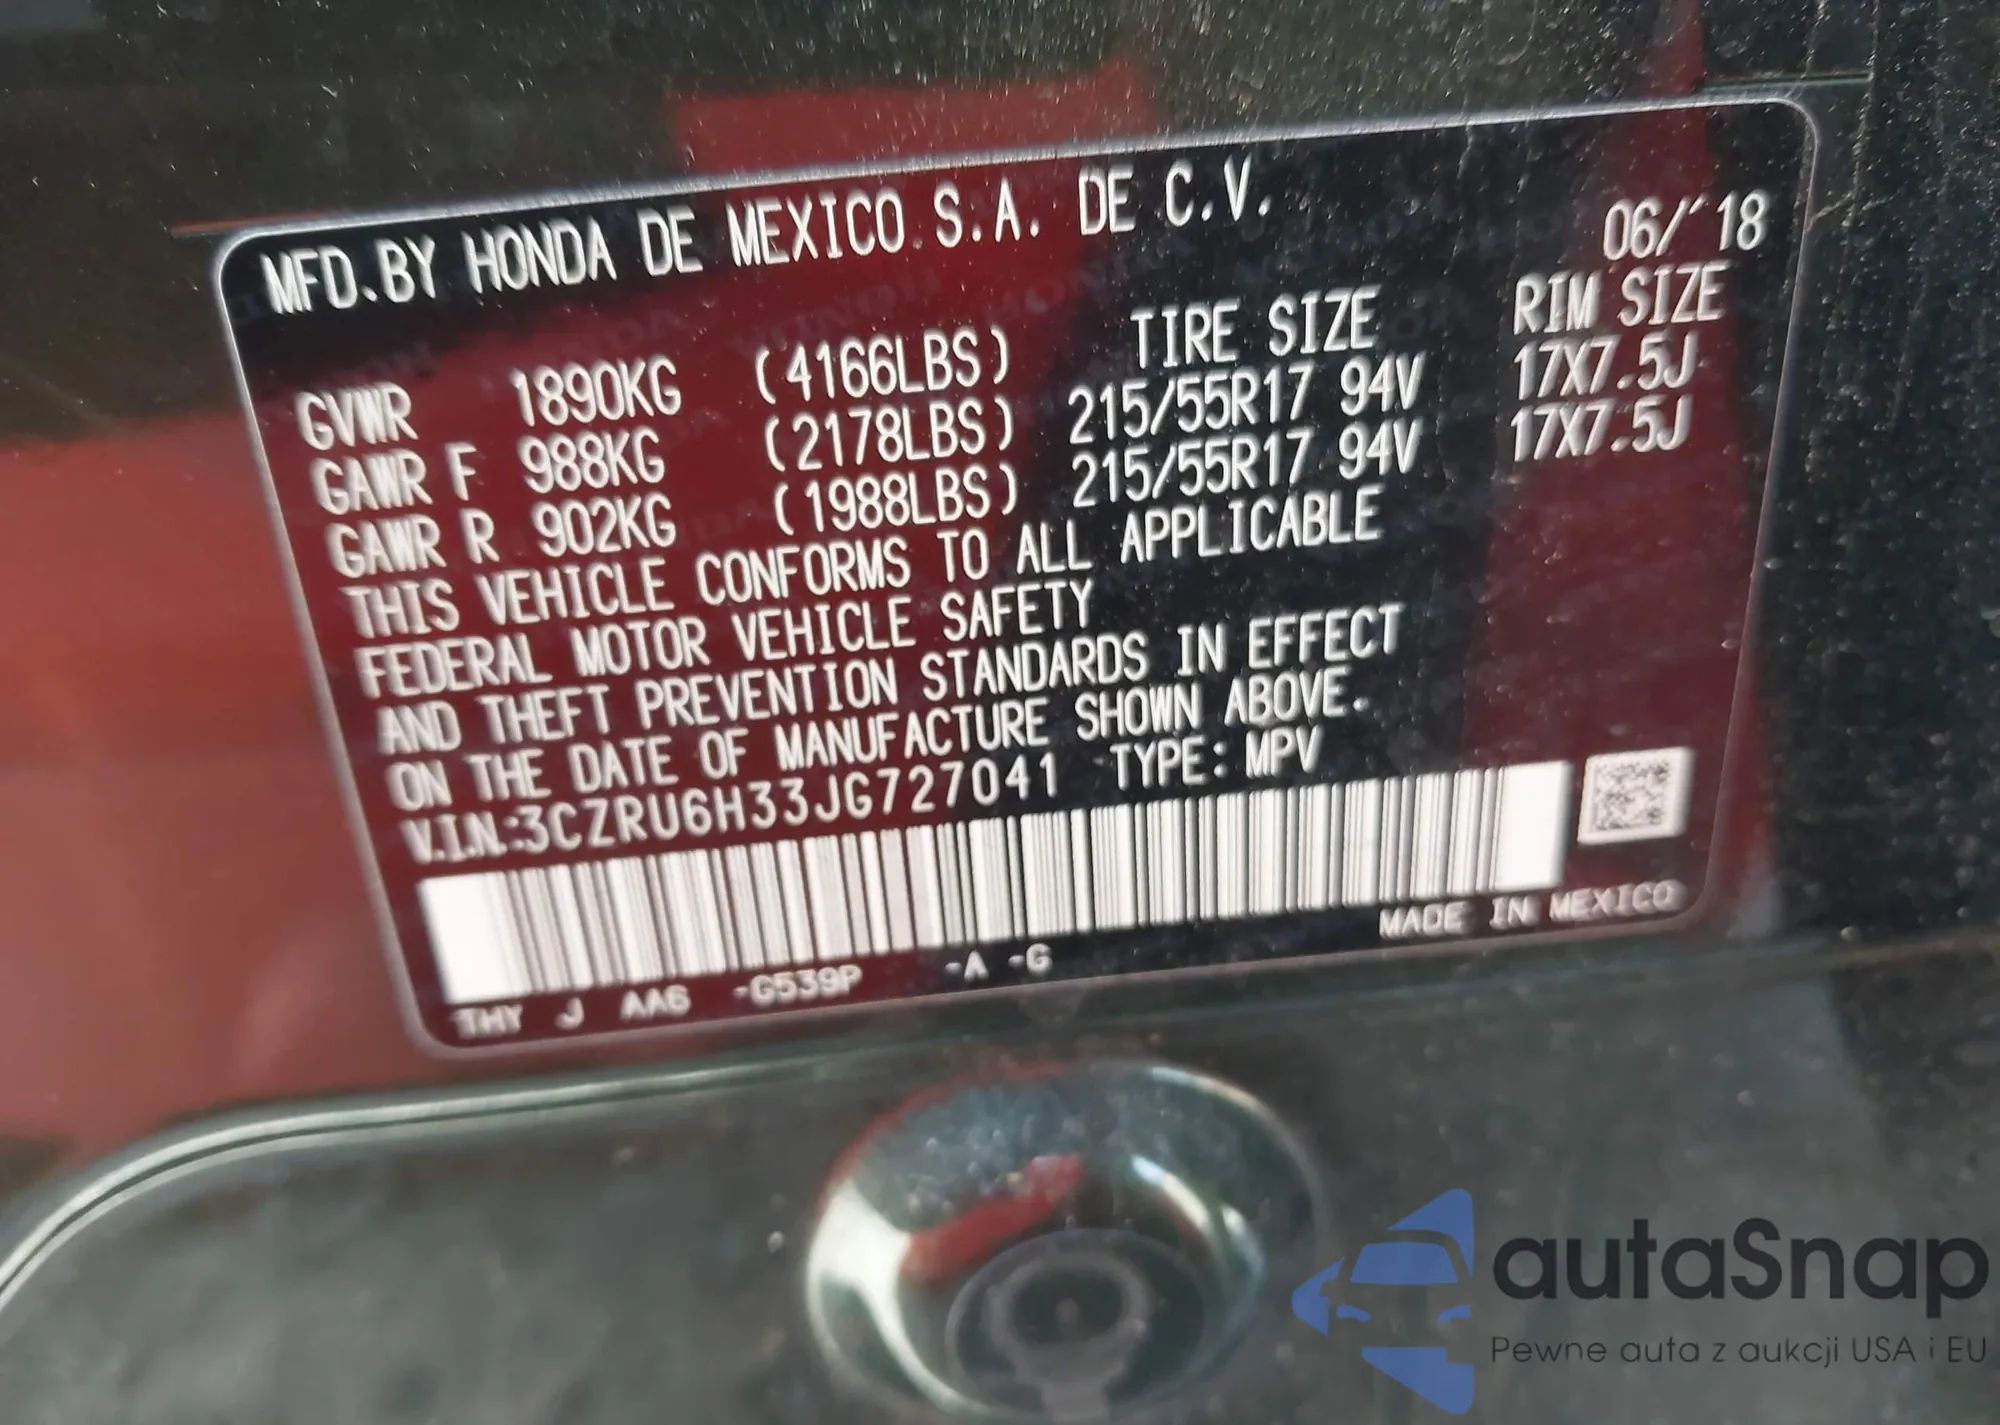 MFD.BY HONDA DE MEXICO S.A. DE C.V. 06/´18
TIRE SIZE RIM SIZE
GVWR 1890KG (4166LBS) 215/55R17 94V 17X7.5J
GAWR F 988KG (2178LBS) 215/55R17 94V 17X7.5J
GAWR R 902KG (1988LBS)
THIS VEHICLE CONFORMS TO ALL APPLICABLE
FEDERAL MOTOR VEHICLE SAFETY
AND THEFT PREVENTION STANDARDS IN EFFECT
ON THE DATE OF MANUFACTURE SHOWN ABOVE.
V.I.N.:3CZRU6H33JG727041 TYPE: MPV
MADE IN MEXICO
THY J AA6 -G539P -A -G
autaSnap
Pewne auta z aukcji USA i EU